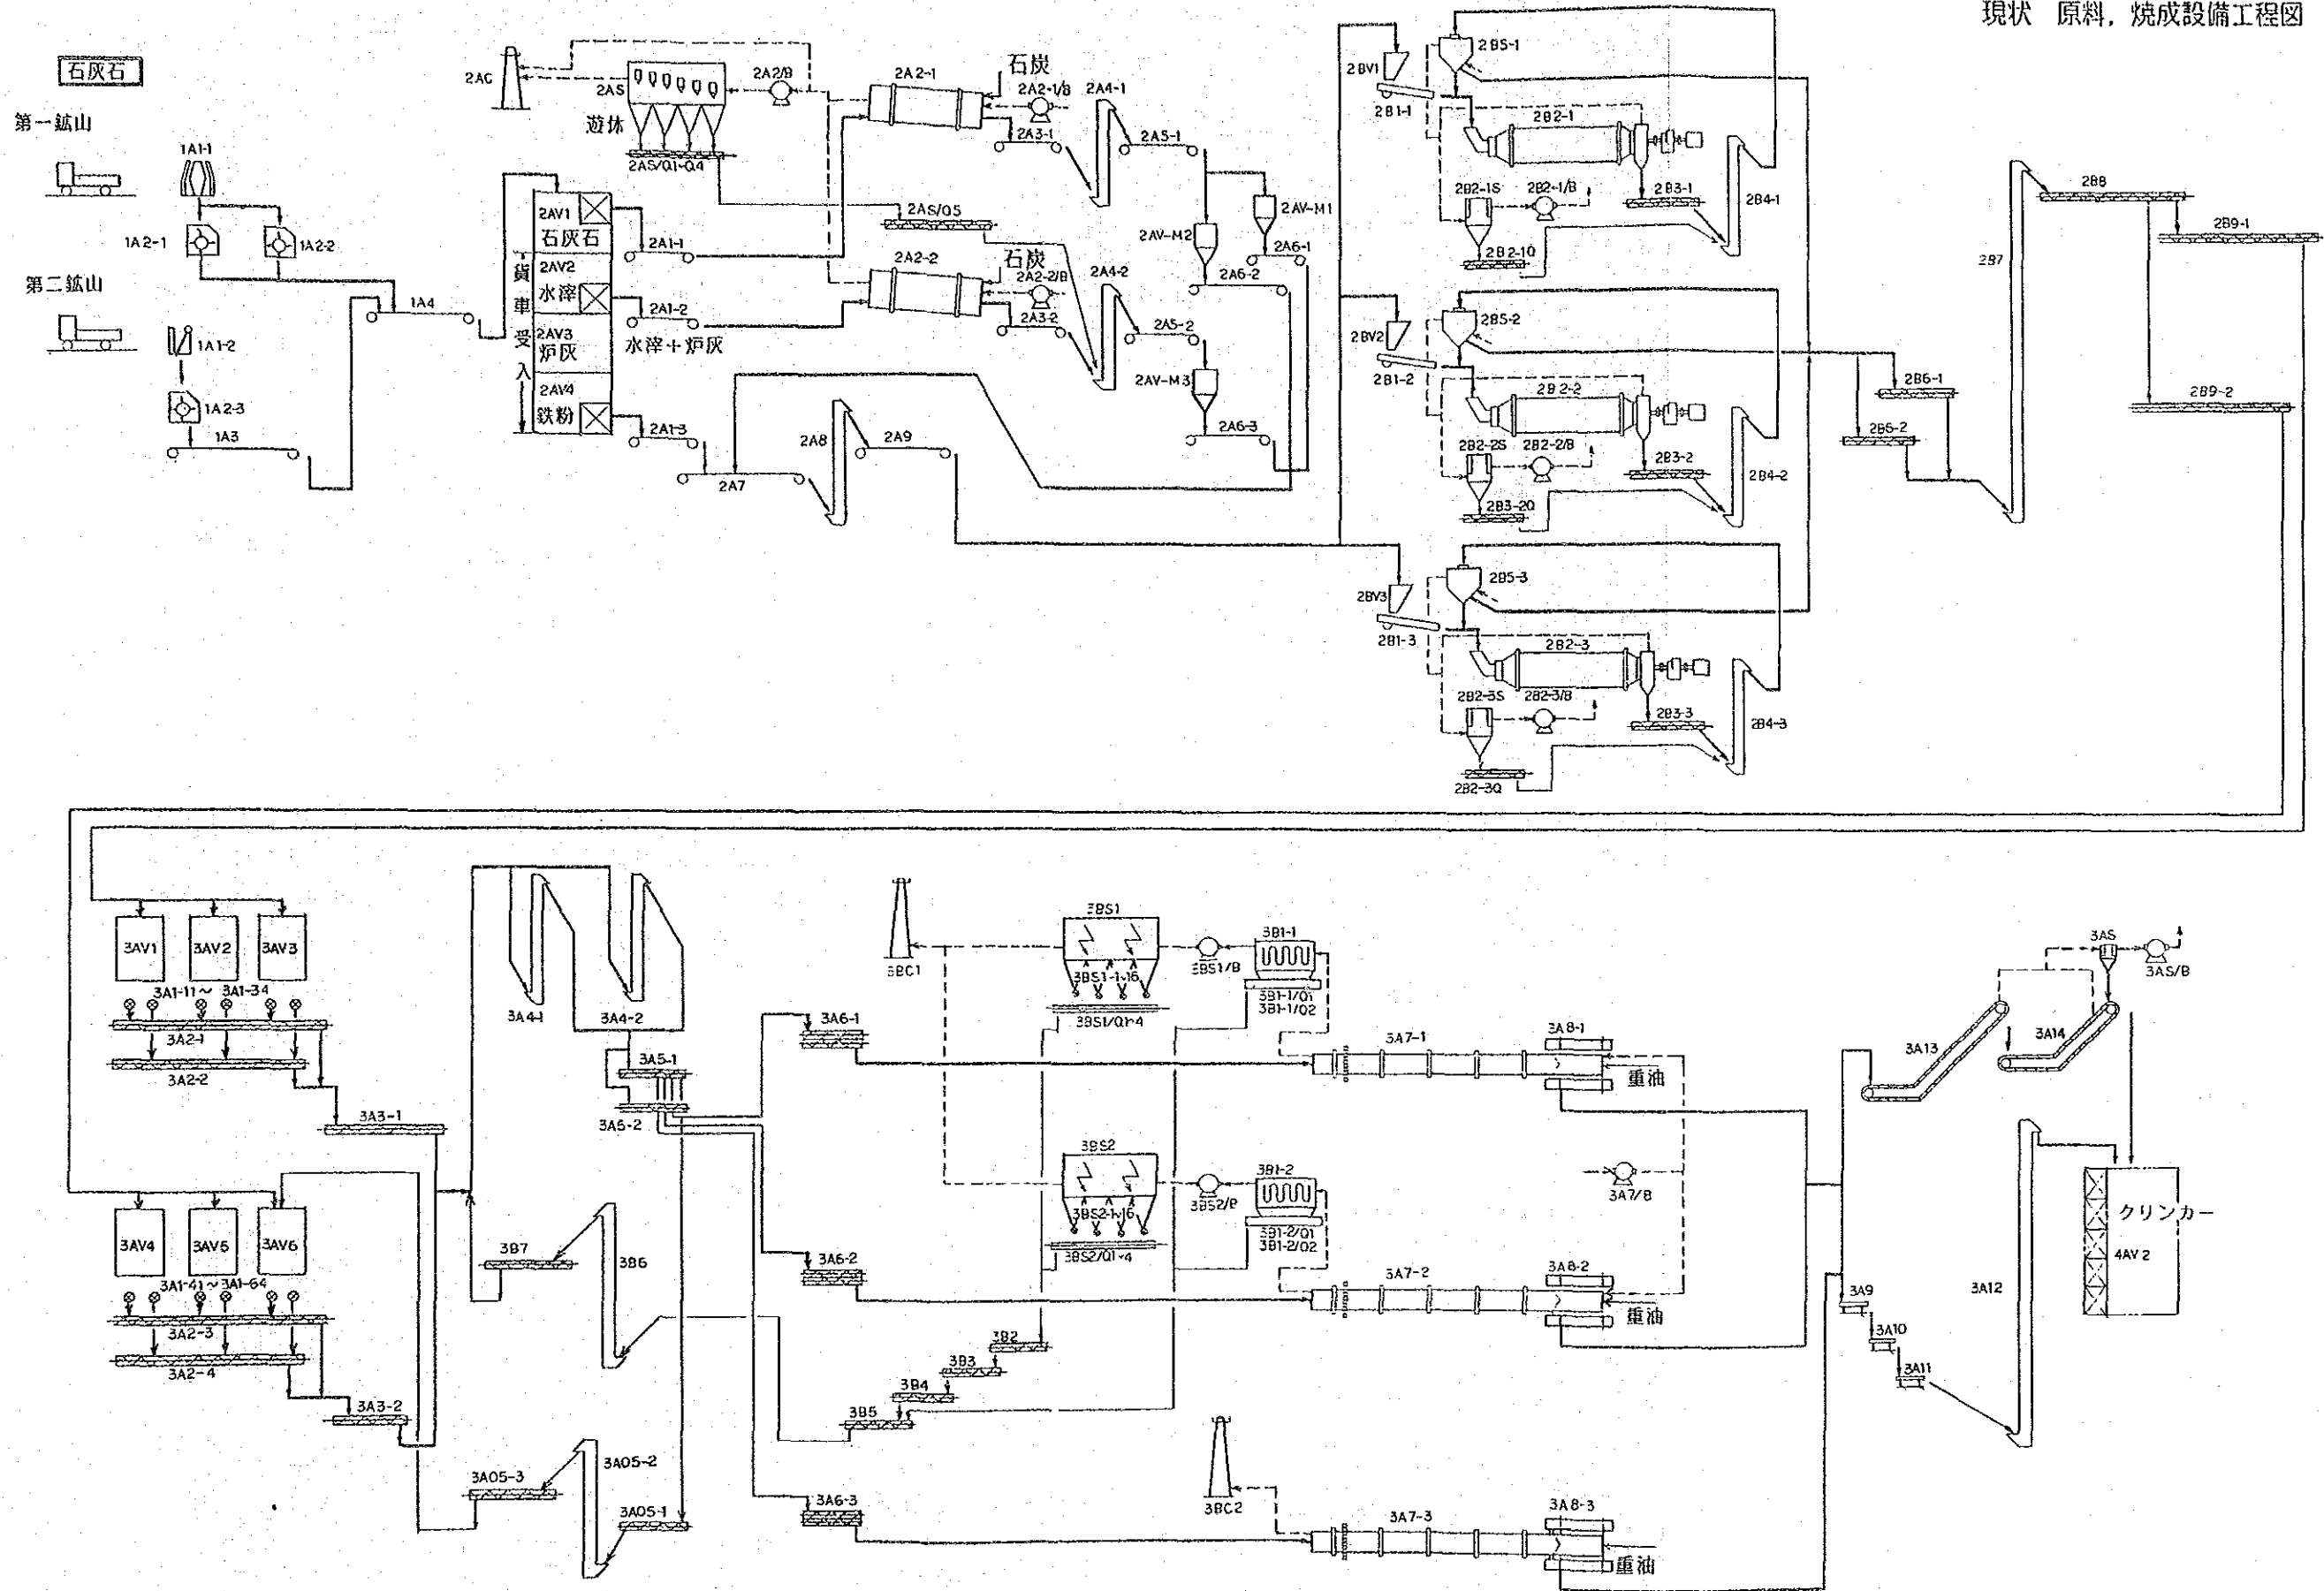 現状 原料,焼成設備工程図
石灰石
第一鉱山
1A1-1
1A2-1
1A2-2
第二鉱山
1A1-2
1A2-3
1A3
1A4
貨車受入
2AV1
石灰石
2AV2
水滓
2AV3
炉灰
2AV4
鉄粉
2AC
2AS
遊休
2AS/Q1~Q4
2A2/B
2A2-1
石炭
2A2-1/B
2A3-1
2A4-1
2A5-1
2AS/Q5
2A1-1
2A2-2
石炭
2A2-2/B
2A3-2
2A4-2
2A5-2
2A1-2
水滓+炉灰
2A1-3
2A7
2A8
2A9
2AV-M1
2AV-M2
2A6-1
2A6-2
2AV-M3
2A6-3
2BV1
2B1-1
2B5-1
2B2-1
2B2-1S
2B2-1/B
2B3-1
2B4-1
2B2-1Q
2BV2
2B1-2
2B5-2
2B2-2
2B2-2S
2B2-2/B
2B3-2
2B4-2
2B3-2Q
2BV3
2B1-3
2B5-3
2B2-3
2B2-3S
2B2-3/B
2B3-3
2B4-3
2B2-3Q
2B6-1
2B6-2
2B7
2B8
2B9-1
2B9-2
3AV1
3AV2
3AV3
3A1-11~3A1-34
3A2-1
3A2-2
3A3-1
3AV4
3AV5
3AV6
3A1-41~3A1-64
3A2-3
3A2-4
3A3-2
3A4-1
3A4-2
3A5-1
3A5-2
3B7
3B6
3A05-3
3A05-2
3A05-1
3A6-1
3A6-2
3A6-3
3BC1
3BS1
3BS1-1~16
3BS1/Q1~4
3BS1/B
3B1-1
3B1-1/Q1
3B1-1/Q2
3BS2
3BS2-1~16
3BS2/Q1~4
3BS2/B
3B1-2
3B1-2/Q1
3B1-2/Q2
3B2
3B3
3B4
3B5
3BC2
3A7-1
3A8-1
重油
3A7/B
3A7-2
3A8-2
重油
3A7-3
3A8-3
重油
3A9
3A10
3A11
3A12
3A13
3A14
3AS
3AS/B
クリンカー
4AV2